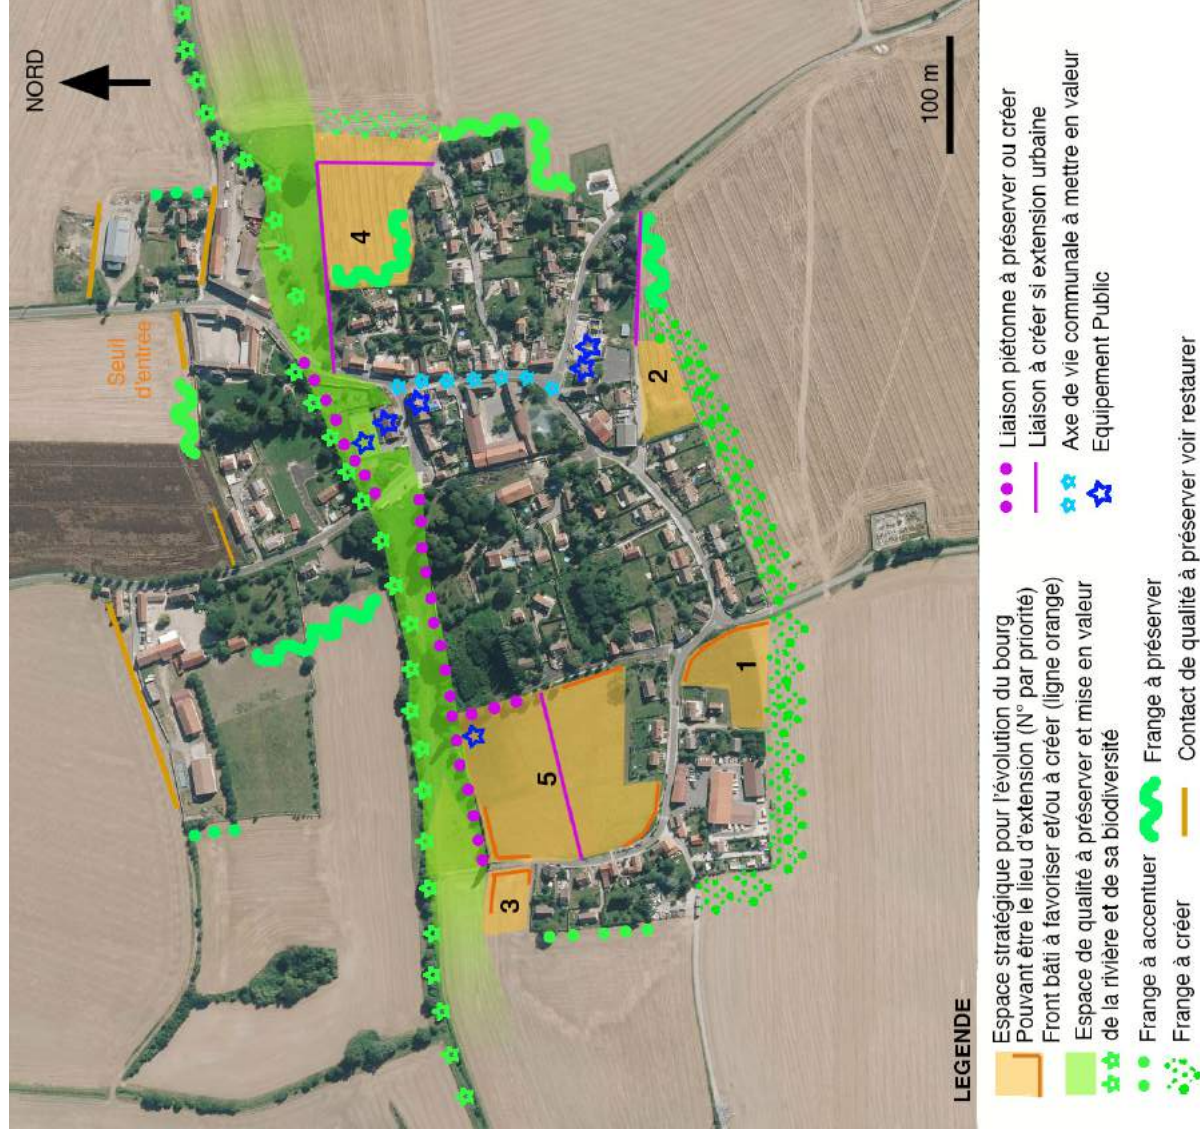 NORD
Seuil
d'entrée
4
2
1
5
3
100 m
LEGENDE
Espace stratégique pour l'évolution du bourg
Pouvant être le lieu d'extension (N° par priorité)
Front bâti à favoriser et/ou à créer (ligne orange)
Espace de qualité à préserver et mise en valeur
de la rivière et de sa biodiversité
Frange à accentuer
Frange à préserver
Frange à créer
Contact de qualité à préserver voir restaurer
Liaison piétonne à préserver ou créer
Liaison à créer si extension urbaine
Axe de vie communale à mettre en valeur
Equipement Public